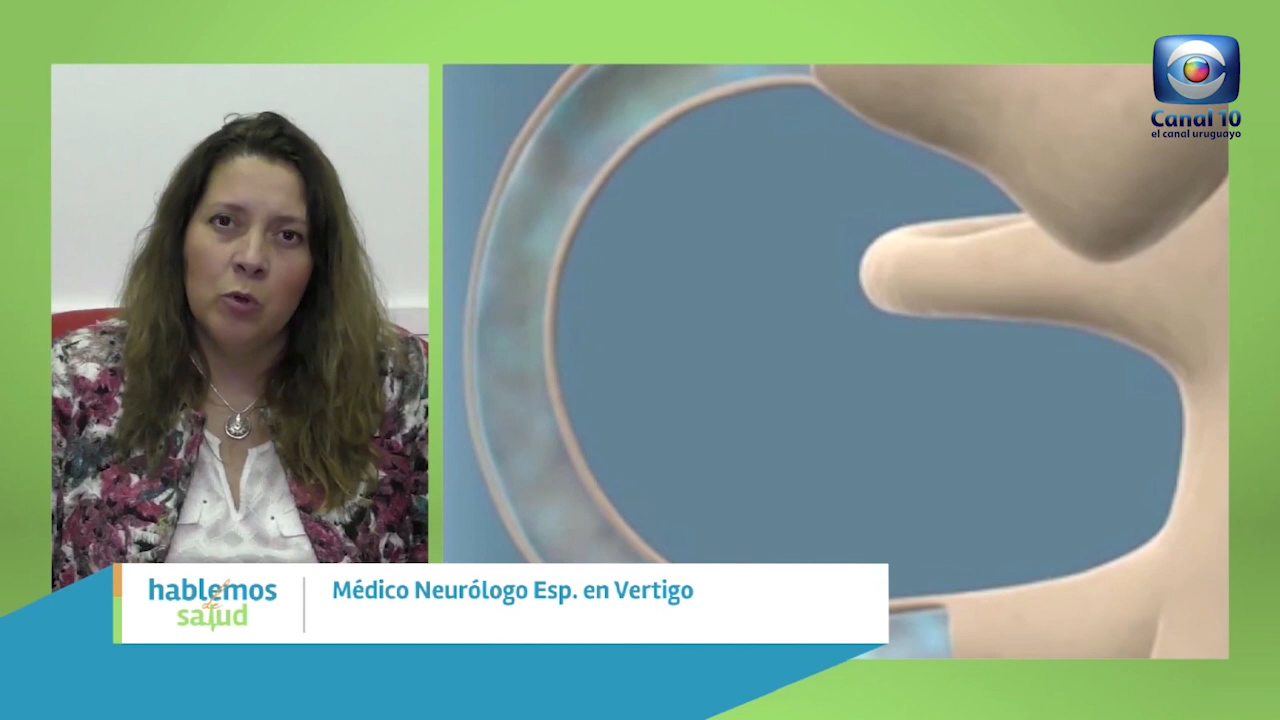 Canal 10
el canal uruguayo
hablemos
de
salud
Médico Neurólogo Esp. en Vertigo